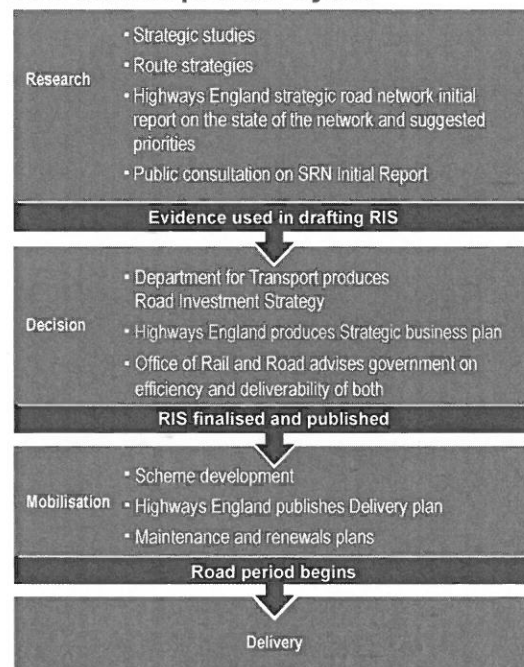 Research
• Strategic studies
• Route strategies
• Highways England strategic road network initial
report on the state of the network and suggested
priorities
• Public consultation on SRN Initial Report
Evidence used in drafting RIS
Decision
• Department for Transport produces
Road Investment Strategy
• Highways England produces Strategic business plan
• Office of Rail and Road advises government on
efficiency and deliverability of both
RIS finalised and published
Mobilisation
• Scheme development
• Highways England publishes Delivery plan
• Maintenance and renewals plans
Road period begins
Delivery